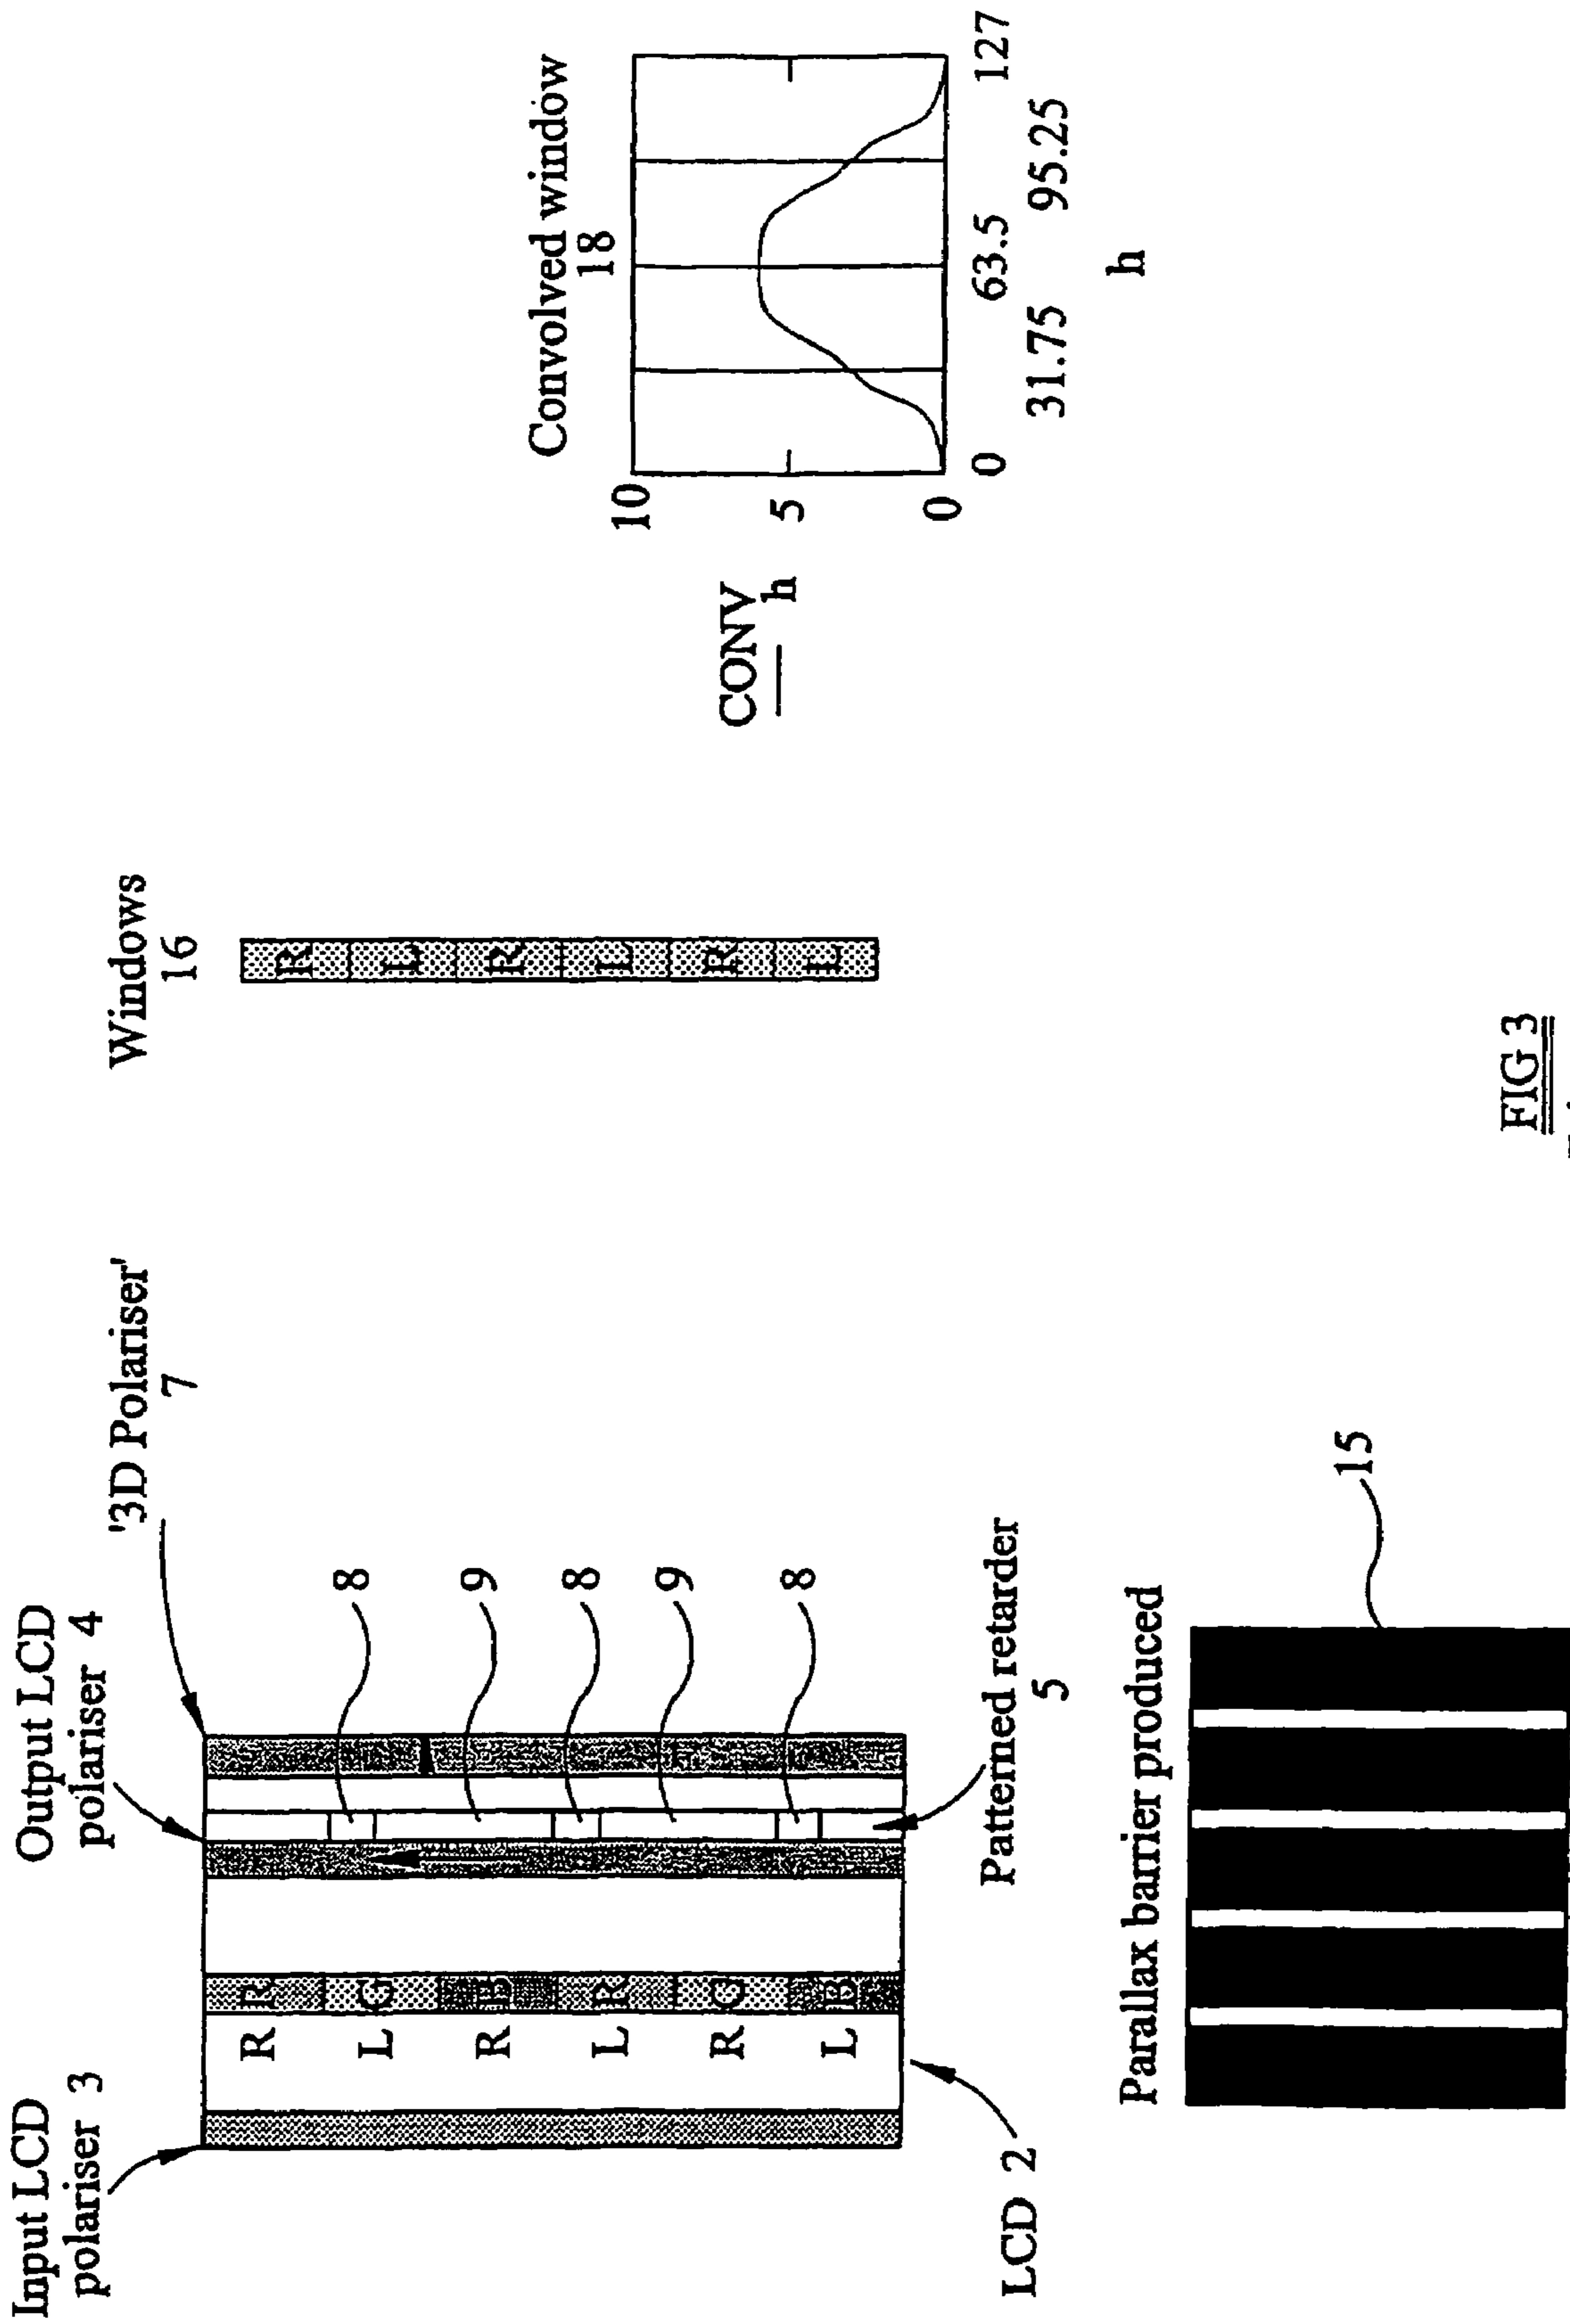 Input LCD
polariser 3
Output LCD
polariser 4
'3D Polariser'
7
Windows
16
R
L
R
L
R
L
R
G
B
R
G
B
8
9
8
9
8
R
L
R
L
R
L
LCD 2
Patterned retarder
5
Convolved window
18
10
5
0
CONV
h
0
31.75
63.5
95.25
127
h
Parallax barrier produced
15
FIG 3